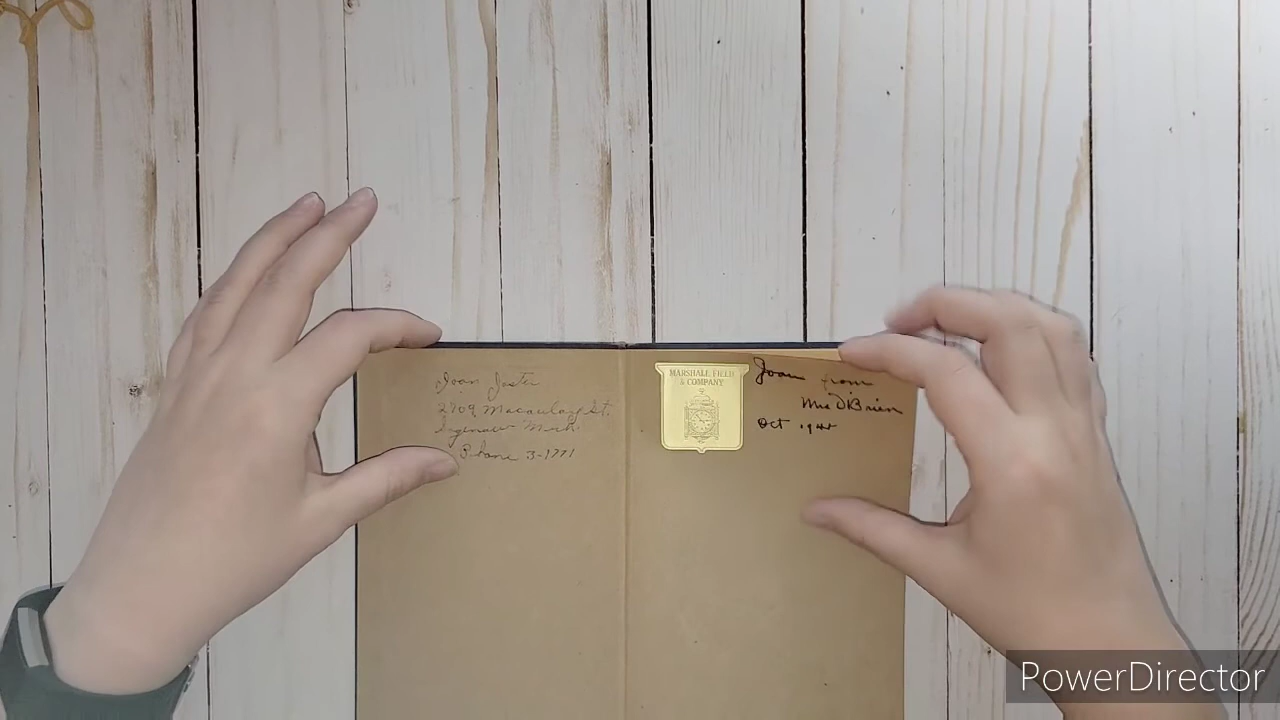 Joan Jaster
2709 Macaulay St.
Saginaw Mich.
Phone 3-1771
MARSHALL FIELD
& COMPANY
Joan from
Mrs O'Brien
Oct 1944
PowerDirector